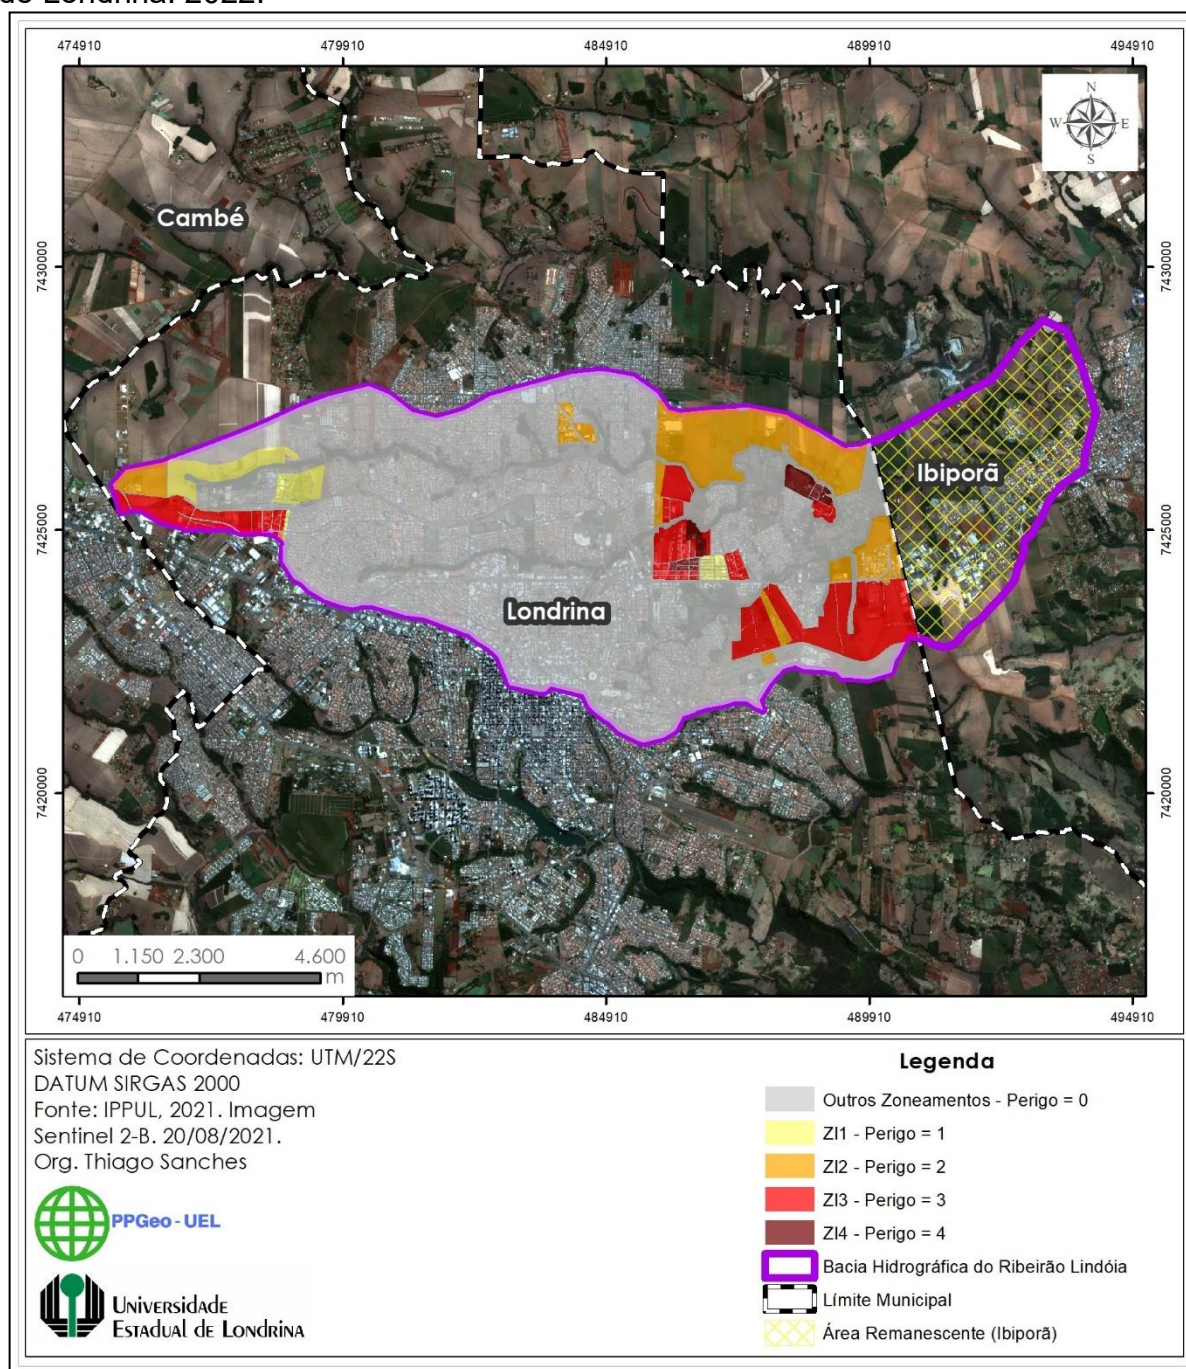 de Londrina. 2022.
474910 479910 484910 489910 494910
N
W E
S
Cambé
7430000 7430000
Ibiporã
7425000 7425000
Londrina
7420000 7420000
0 1.150 2.300 4.600
m
474910 479910 484910 489910 494910
Sistema de Coordenadas: UTM/22S
DATUM SIRGAS 2000
Fonte: IPPUL, 2021. Imagem
Sentinel 2-B. 20/08/2021.
Org. Thiago Sanches
PPGeo - UEL
UNIVERSIDADE
ESTADUAL DE LONDRINA
Legenda
Outros Zoneamentos - Perigo = 0
ZI1 - Perigo = 1
ZI2 - Perigo = 2
ZI3 - Perigo = 3
ZI4 - Perigo = 4
Bacia Hidrográfica do Ribeirão Lindóia
Límite Municipal
Área Remanescente (Ibiporã)